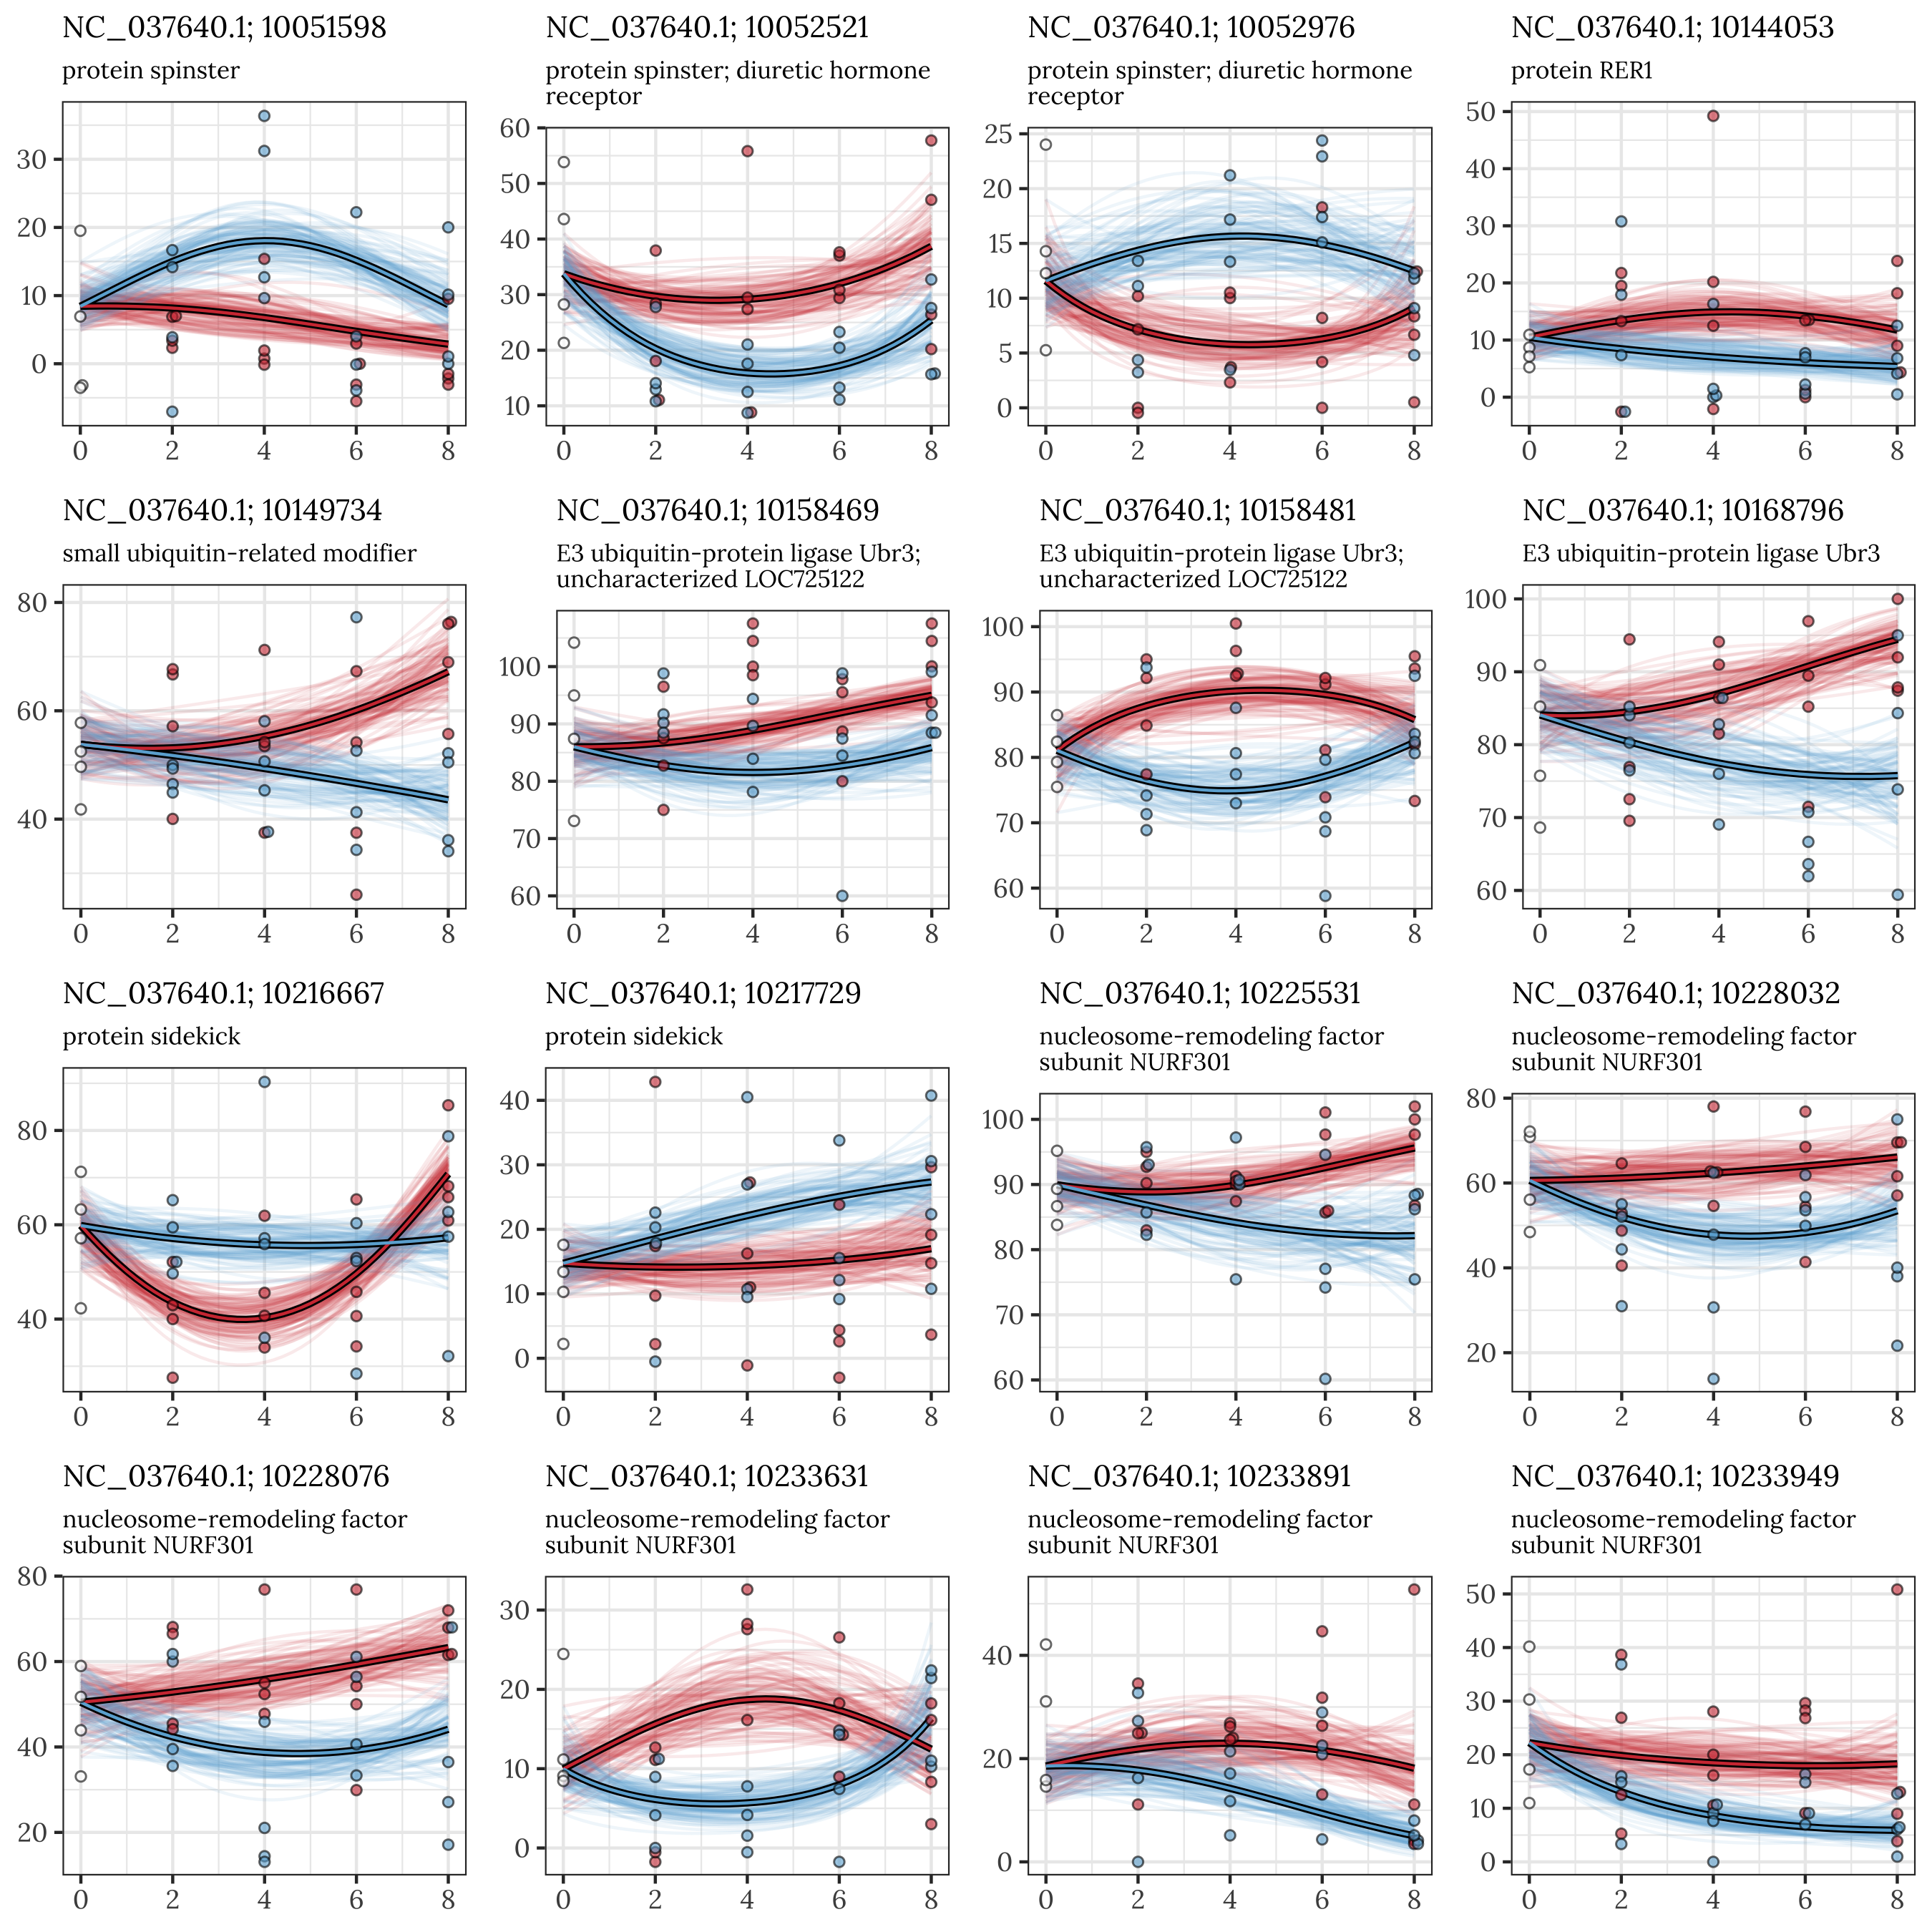 NC_037640.1; 10051598
protein spinster
30
20
10
0
0 2 4 6 8
NC_037640.1; 10052521
protein spinster; diuretic hormone
receptor
60
50
40
30
20
10
0 2 4 6 8
NC_037640.1; 10052976
protein spinster; diuretic hormone
receptor
25
20
15
10
5
0
0 2 4 6 8
NC_037640.1; 10144053
protein RER1
50
40
30
20
10
0
0 2 4 6 8
NC_037640.1; 10149734
small ubiquitin-related modifier
80
60
40
0 2 4 6 8
NC_037640.1; 10158469
E3 ubiquitin-protein ligase Ubr3;
uncharacterized LOC725122
100
90
80
70
60
0 2 4 6 8
NC_037640.1; 10158481
E3 ubiquitin-protein ligase Ubr3;
uncharacterized LOC725122
100
90
80
70
60
0 2 4 6 8
NC_037640.1; 10168796
E3 ubiquitin-protein ligase Ubr3
100
90
80
70
60
0 2 4 6 8
NC_037640.1; 10216667
protein sidekick
80
60
40
0 2 4 6 8
NC_037640.1; 10217729
protein sidekick
40
30
20
10
0
0 2 4 6 8
NC_037640.1; 10225531
nucleosome-remodeling factor
subunit NURF301
100
90
80
70
60
0 2 4 6 8
NC_037640.1; 10228032
nucleosome-remodeling factor
subunit NURF301
80
60
40
20
0 2 4 6 8
NC_037640.1; 10228076
nucleosome-remodeling factor
subunit NURF301
80
60
40
20
0 2 4 6 8
NC_037640.1; 10233631
nucleosome-remodeling factor
subunit NURF301
30
20
10
0
0 2 4 6 8
NC_037640.1; 10233891
nucleosome-remodeling factor
subunit NURF301
40
20
0
0 2 4 6 8
NC_037640.1; 10233949
nucleosome-remodeling factor
subunit NURF301
50
40
30
20
10
0
0 2 4 6 8